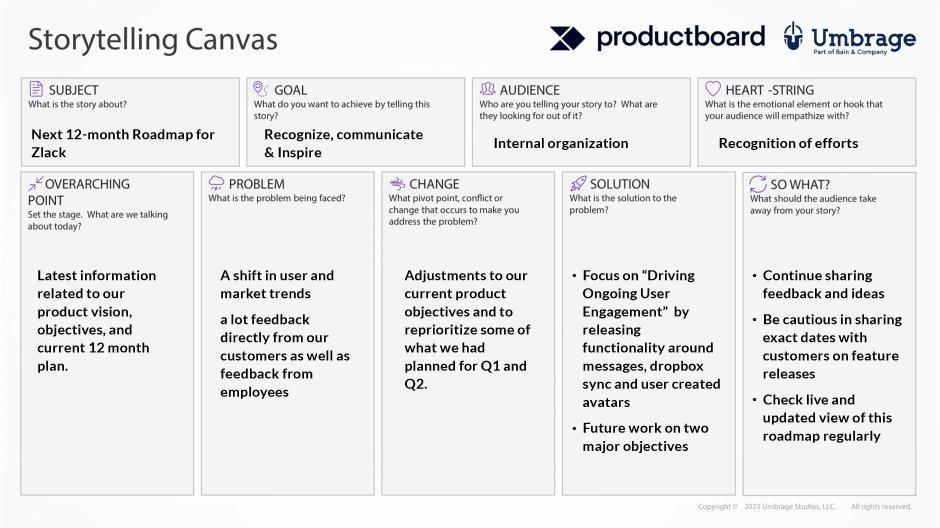 Storytelling Canvas
productboard
Umbrage
Part of Bain & Company
SUBJECT
What is the story about?
Next 12-month Roadmap for
Zlack
GOAL
What do you want to achieve by telling this
story?
Recognize, communicate
& Inspire
AUDIENCE
Who are you telling your story to? What are
they looking for out of it?
Internal organization
HEART -STRING
What is the emotional element or hook that
your audience will empathize with?
Recognition of efforts
OVERARCHING
POINT
Set the stage. What are we talking
about today?
Latest information
related to our
product vision,
objectives, and
current 12 month
plan.
PROBLEM
What is the problem being faced?
A shift in user and
market trends
a lot feedback
directly from our
customers as well as
feedback from
employees
CHANGE
What pivot point, conflict or
change that occurs to make you
address the problem?
Adjustments to our
current product
objectives and to
reprioritize some of
what we had
planned for Q1 and
Q2.
SOLUTION
What is the solution to the
problem?
• Focus on “Driving
Ongoing User
Engagement” by
releasing
functionality around
messages, dropbox
sync and user created
avatars
• Future work on two
major objectives
SO WHAT?
What should the audience take
away from your story?
• Continue sharing
feedback and ideas
• Be cautious in sharing
exact dates with
customers on feature
releases
• Check live and
updated view of this
roadmap regularly
Copyright © 2023 Umbrage Studios, LLC. All rights reserved.